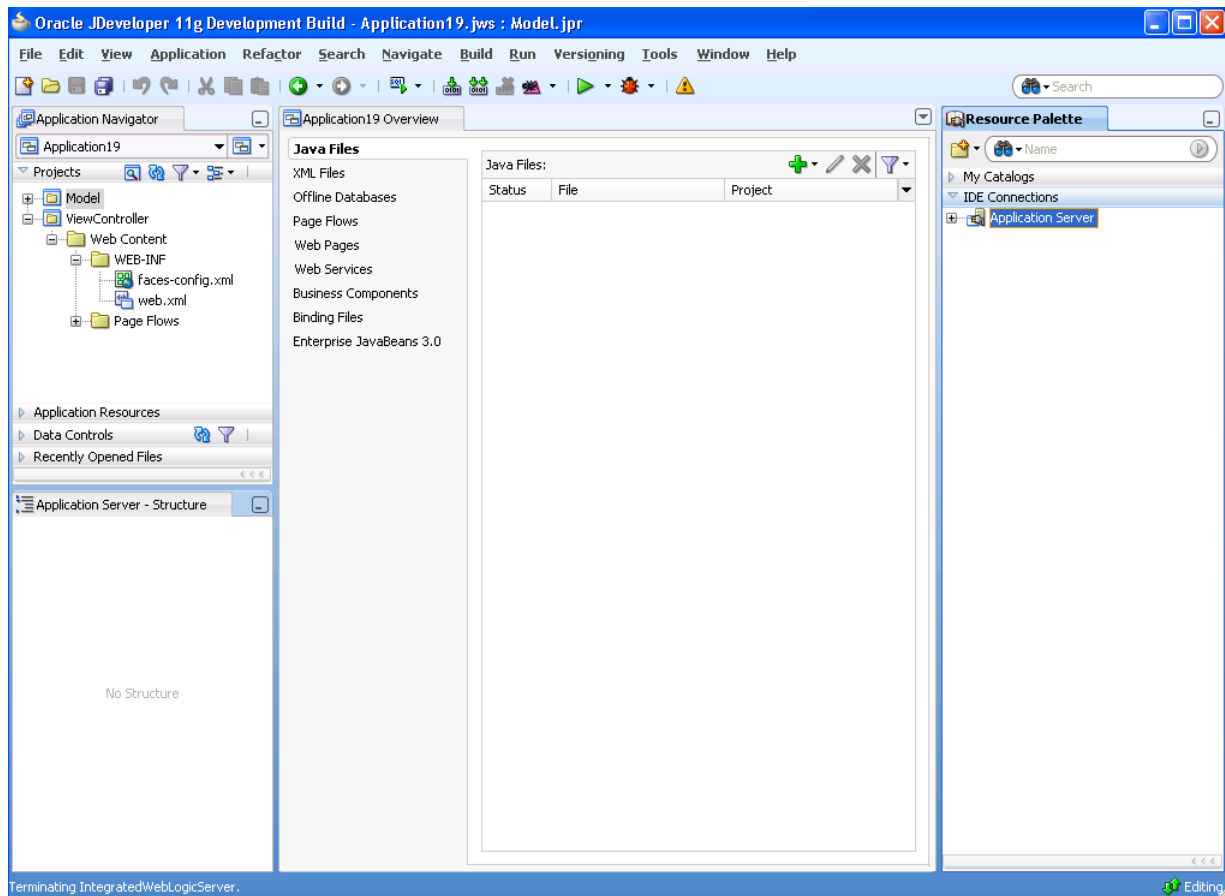 Oracle JDeveloper 11g Development Build - Application19.jws : Model.jpr
File Edit View Application Refactor Search Navigate Build Run Versioning Tools Window Help
Search
Application Navigator
Application19
Projects
Model
ViewController
Web Content
WEB-INF
faces-config.xml
web.xml
Page Flows
Application Resources
Data Controls
Recently Opened Files
Application Server - Structure
No Structure
Application19 Overview
Java Files
XML Files
Offline Databases
Page Flows
Web Pages
Web Services
Business Components
Binding Files
Enterprise JavaBeans 3.0
Java Files:
Status File Project
Resource Palette
Name
My Catalogs
IDE Connections
Application Server
Terminating IntegratedWebLogicServer.
Editing